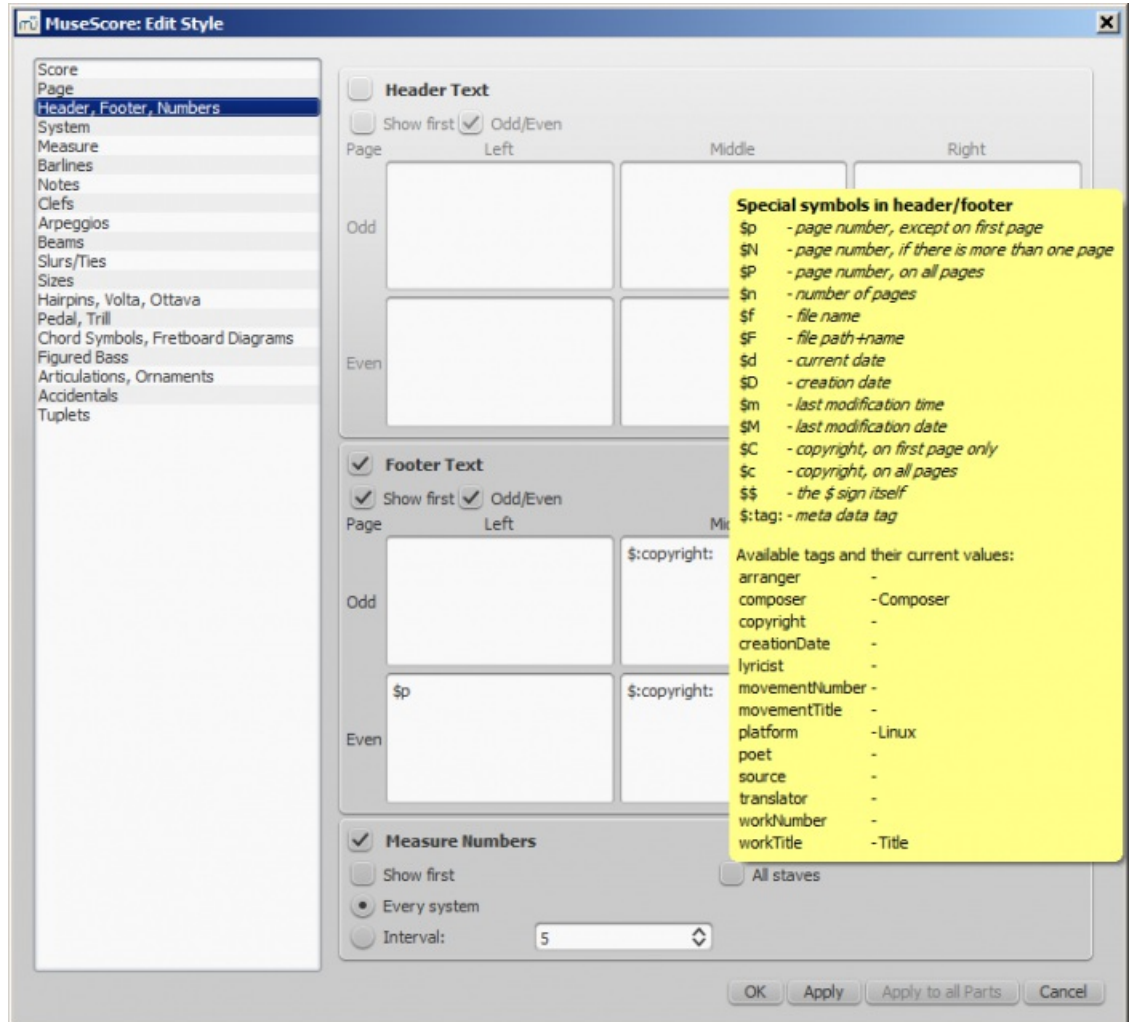 MuseScore: Edit Style
Score
Page
Header, Footer, Numbers
System
Measure
Barlines
Notes
Clefs
Arpeggios
Beams
Slurs/Ties
Sizes
Hairpins, Volta, Ottava
Pedal, Trill
Chord Symbols, Fretboard Diagrams
Figured Bass
Articulations, Ornaments
Accidentals
Tuplets
Header Text
Show first Odd/Even
Page Left Middle Right
Odd
Even
Special symbols in header/footer
$p - page number, except on first page
$N - page number, if there is more than one page
$P - page number, on all pages
$n - number of pages
$f - file name
$F - file path+name
$d - current date
$D - creation date
$m - last modification time
$M - last modification date
$C - copyright, on first page only
$c - copyright, on all pages
$$ - the $ sign itself
$:tag: - meta data tag
Available tags and their current values:
arranger -
composer -Composer
copyright -
creationDate -
lyricist -
movementNumber -
movementTitle -
platform -Linux
poet -
source -
translator -
workNumber -
workTitle -Title
Footer Text
Show first Odd/Even
Page Left
Odd $:copyright:
Even $p $:copyright:
Measure Numbers
Show first All staves
Every system
Interval: 5
OK Apply Apply to all Parts Cancel